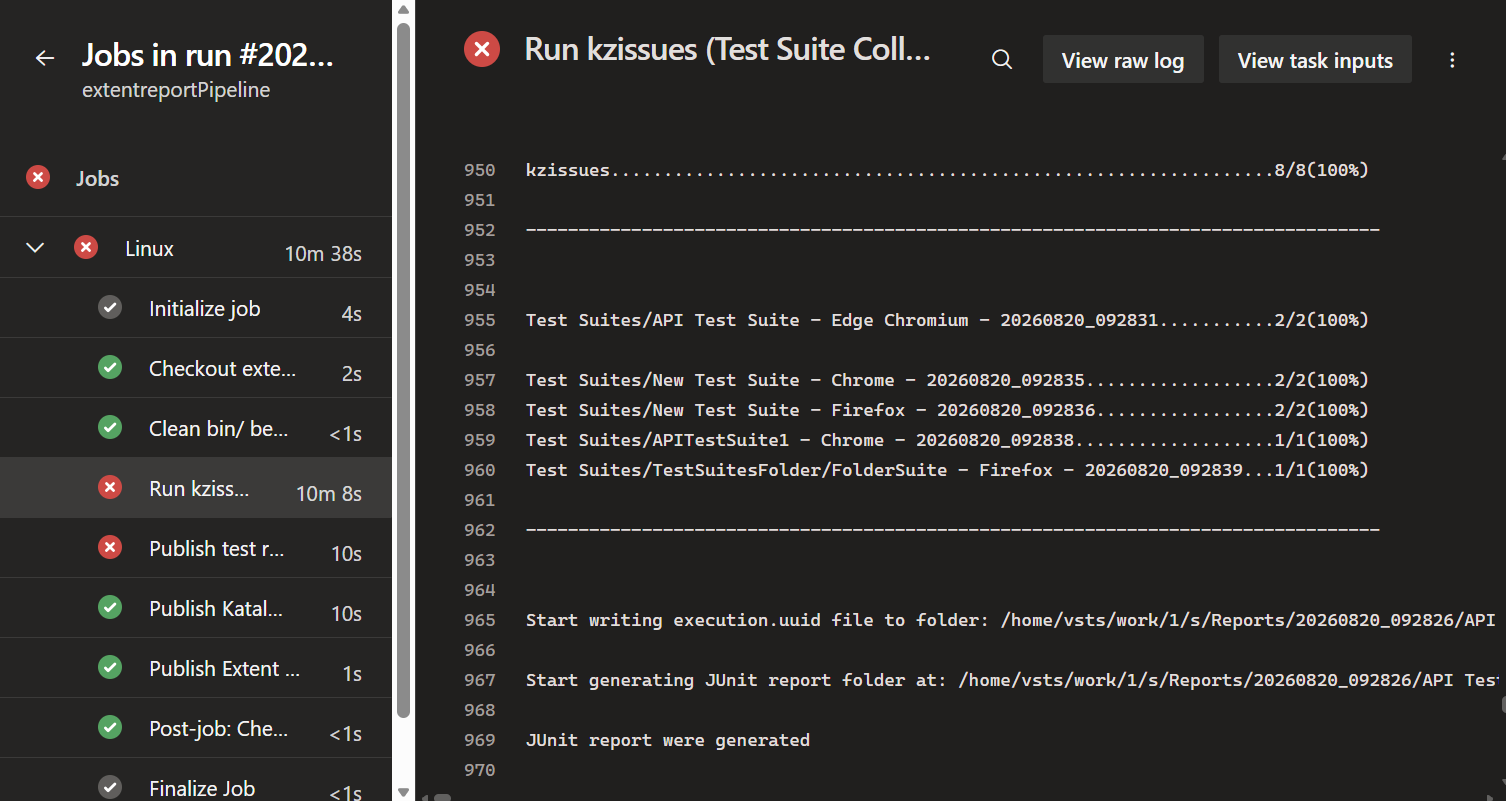 Jobs in run #202...
extentreportPipeline
Jobs
Linux 10m 38s
Initialize job 4s
Checkout exte... 2s
Clean bin/ be... <1s
Run kziss... 10m 8s
Publish test r... 10s
Publish Katal... 10s
Publish Extent ... 1s
Post-job: Che... <1s
Finalize Job <1s
Run kzissues (Test Suite Coll...
View raw log
View task inputs
950 kzissues...............................................................8/8(100%)
951
952 ---------------------------------------------------------------------------------
953
954
955 Test Suites/API Test Suite - Edge Chromium - 20260820_092831...........2/2(100%)
956
957 Test Suites/New Test Suite - Chrome - 20260820_092835..................2/2(100%)
958 Test Suites/New Test Suite - Firefox - 20260820_092836.................2/2(100%)
959 Test Suites/APITestSuite1 - Chrome - 20260820_092838...................1/1(100%)
960 Test Suites/TestSuitesFolder/FolderSuite - Firefox - 20260820_092839...1/1(100%)
961
962 ---------------------------------------------------------------------------------
963
964
965 Start writing execution.uuid file to folder: /home/vsts/work/1/s/Reports/20260820_092826/API
966
967 Start generating JUnit report folder at: /home/vsts/work/1/s/Reports/20260820_092826/API Tes
968
969 JUnit report were generated
970